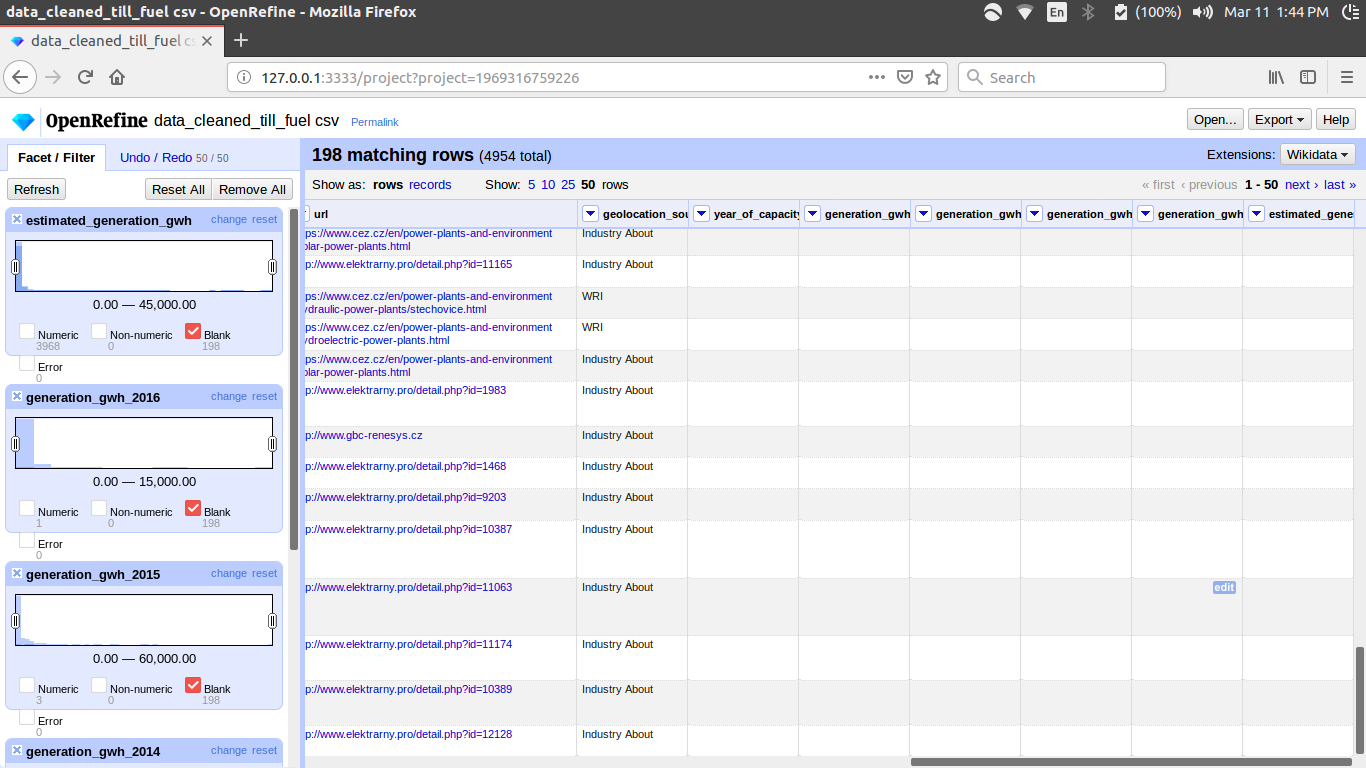 data_cleaned_till_fuel csv - OpenRefine - Mozilla Firefox
En (100%) Mar 11 1:44 PM
data_cleaned_till_fuel cs
127.0.0.1:3333/project?project=1969316759226
Search
OpenRefine data_cleaned_till_fuel csv Permalink
Open... Export Help
Facet / Filter Undo / Redo 50 / 50
198 matching rows (4954 total)
Extensions: Wikidata
Refresh Reset All Remove All
Show as: rows records Show: 5 10 25 50 rows
« first ‹ previous 1 - 50 next › last »
estimated_generation_gwh change reset
0.00 — 45,000.00
Numeric Non-numeric Blank
3968 0 198
Error
0
generation_gwh_2016 change reset
0.00 — 15,000.00
Numeric Non-numeric Blank
1 0 198
Error
0
generation_gwh_2015 change reset
0.00 — 60,000.00
Numeric Non-numeric Blank
3 0 198
Error
0
generation_gwh_2014 change reset
url geolocation_sou year_of_capacity generation_gwh generation_gwh generation_gwh generation_gwh estimated_gene
ps://www.cez.cz/en/power-plants-and-environment Industry About
olar-power-plants.html
p://www.elektrarny.pro/detail.php?id=11165 Industry About
ps://www.cez.cz/en/power-plants-and-environment WRI
ydraulic-power-plants/stechovice.html
ps://www.cez.cz/en/power-plants-and-environment WRI
ydroelectric-power-plants.html
ps://www.cez.cz/en/power-plants-and-environment Industry About
olar-power-plants.html
p://www.elektrarny.pro/detail.php?id=1983 Industry About
p://www.gbc-renesys.cz Industry About
p://www.elektrarny.pro/detail.php?id=1468 Industry About
p://www.elektrarny.pro/detail.php?id=9203 Industry About
p://www.elektrarny.pro/detail.php?id=10387 Industry About
p://www.elektrarny.pro/detail.php?id=11063 Industry About edit
p://www.elektrarny.pro/detail.php?id=11174 Industry About
p://www.elektrarny.pro/detail.php?id=10389 Industry About
p://www.elektrarny.pro/detail.php?id=12128 Industry About